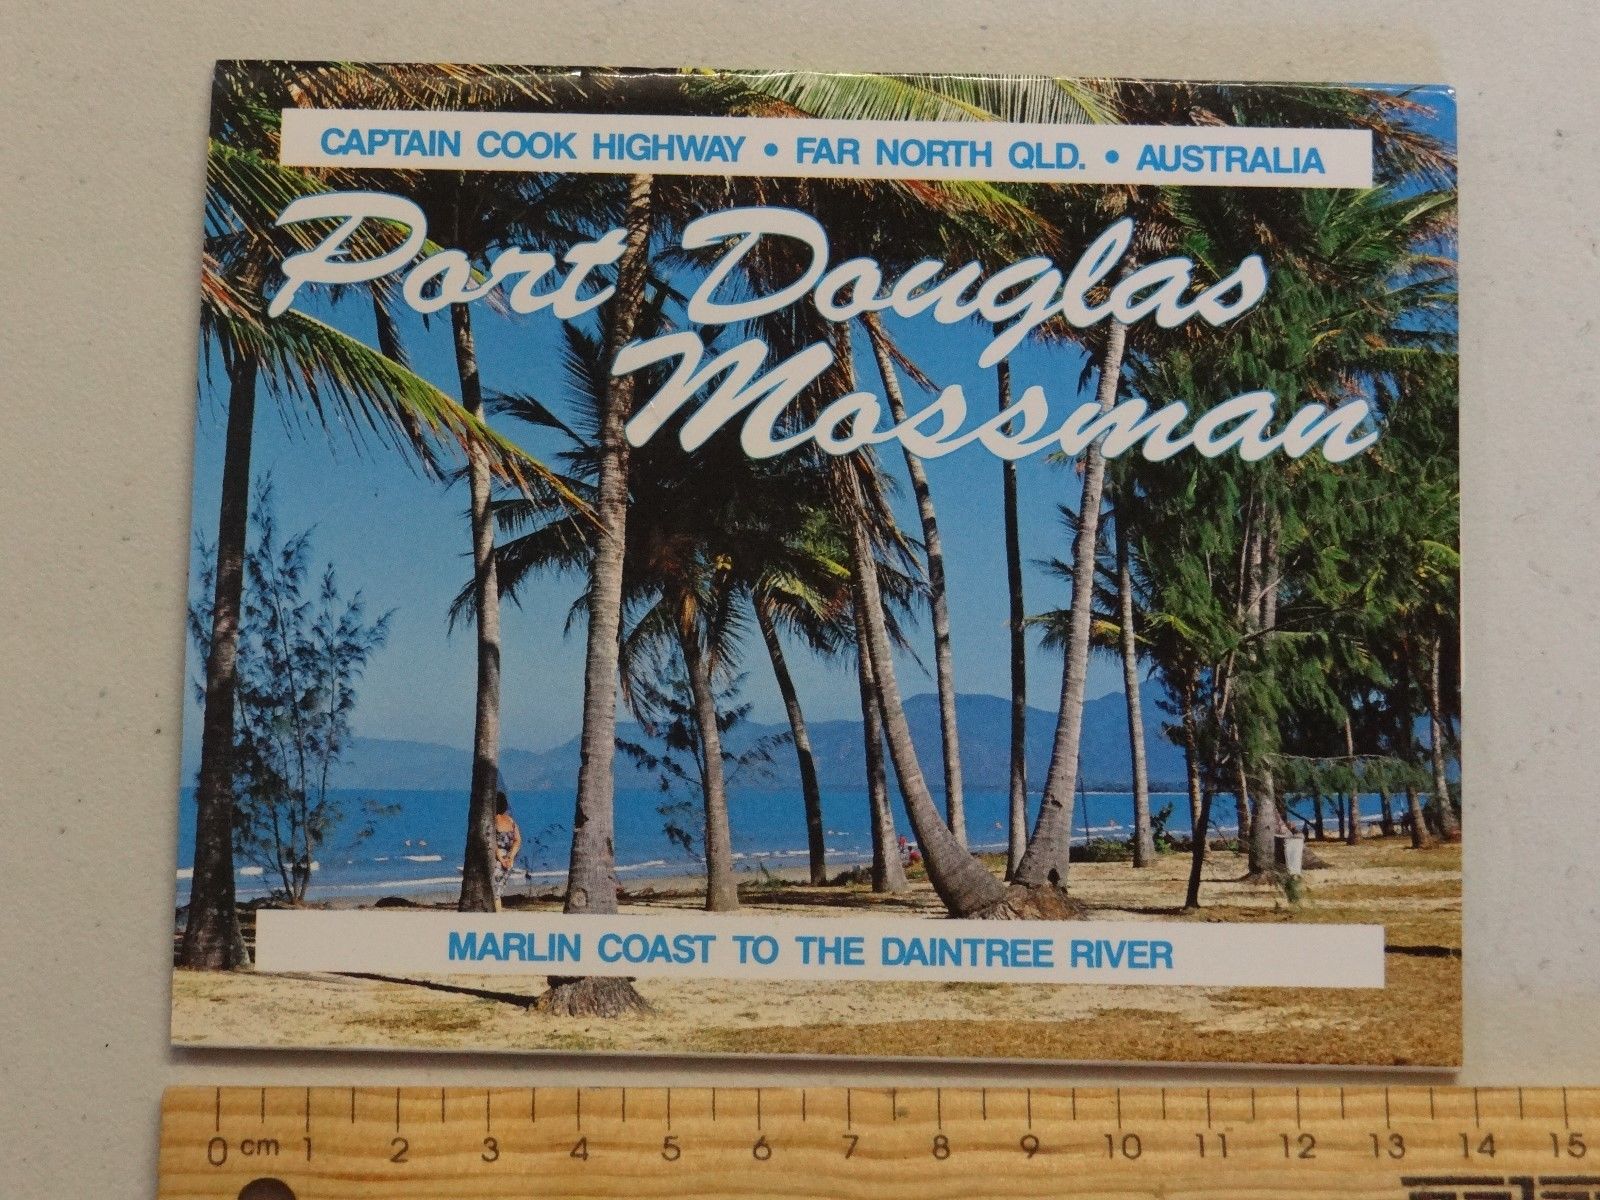 CAPTAIN COOK HIGHWAY • FAR NORTH QLD. • AUSTRALIA
Port Douglas
Mossman
MARLIN COAST TO THE DAINTREE RIVER
0 cm 1 2 3 4 5 6 7 8 9 10 11 12 13 14 15